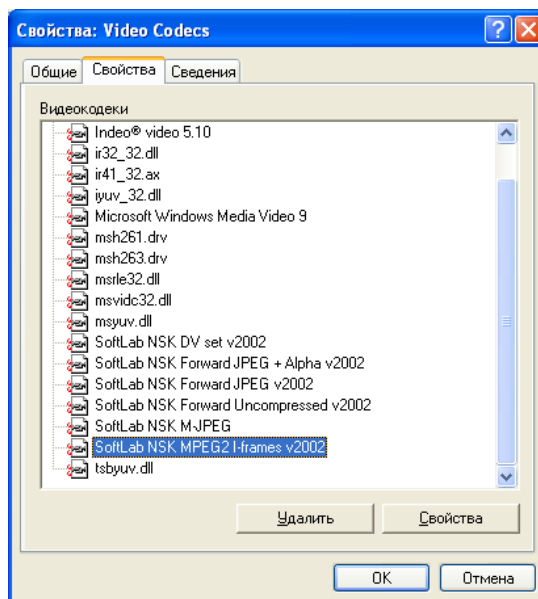 Свойства: Video Codecs
Общие Свойства Сведения
Видеокодеки
Indeo® video 5.10
ir32_32.dll
ir41_32.ax
iyuv_32.dll
Microsoft Windows Media Video 9
msh261.drv
msh263.drv
msrle32.dll
msvidc32.dll
msyuv.dll
SoftLab NSK DV set v2002
SoftLab NSK Forward JPEG + Alpha v2002
SoftLab NSK Forward JPEG v2002
SoftLab NSK Forward Uncompressed v2002
SoftLab NSK M-JPEG
SoftLab NSK MPEG2 I-frames v2002
tsbyuv.dll
Удалить Свойства
OK Отмена